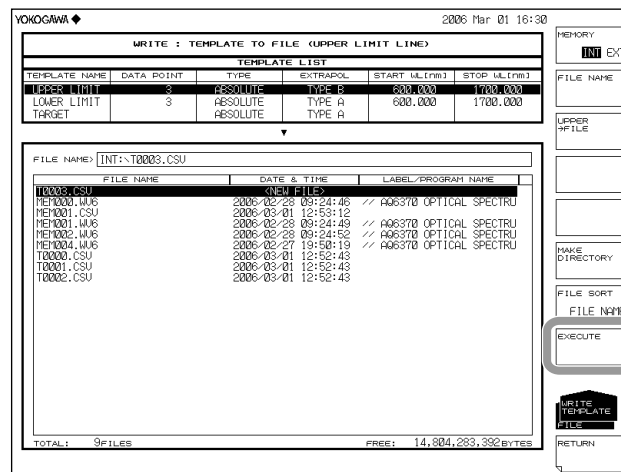 YOKOGAWA ◆ 2006 Mar 01 16:30
WRITE : TEMPLATE TO FILE (UPPER LIMIT LINE)
TEMPLATE LIST
TEMPLATE NAME DATA POINT TYPE EXTRAPOL START WL[nm] STOP WL[nm]
UPPER LIMIT 3 ABSOLUTE TYPE B 600.000 1700.000
LOWER LIMIT 3 ABSOLUTE TYPE A 600.000 1700.000
TARGET ABSOLUTE TYPE A
▼
FILE NAME> INT:\T0003.CSV
FILE NAME DATE & TIME LABEL/PROGRAM NAME
T0003.CSV <NEW FILE>
MEM000.WV6 2006/02/28 09:24:46 // AQ6370 OPTICAL SPECTRU
MEM001.CSV 2006/03/01 12:53:12
MEM001.WV6 2006/02/28 09:24:49 // AQ6370 OPTICAL SPECTRU
MEM002.WV6 2006/02/28 09:24:52 // AQ6370 OPTICAL SPECTRU
MEM004.WV6 2006/02/27 19:50:19 // AQ6370 OPTICAL SPECTRU
T0000.CSV 2006/03/01 12:52:43
T0001.CSV 2006/03/01 12:52:43
T0002.CSV 2006/03/01 12:52:43
TOTAL: 9FILES FREE: 14,804,283,392BYTES
MEMORY
INT EX
FILE NAME
UPPER
→FILE
MAKE
DIRECTORY
FILE SORT
FILE NAME
EXECUTE
WRITE
TEMPLATE
FILE
RETURN